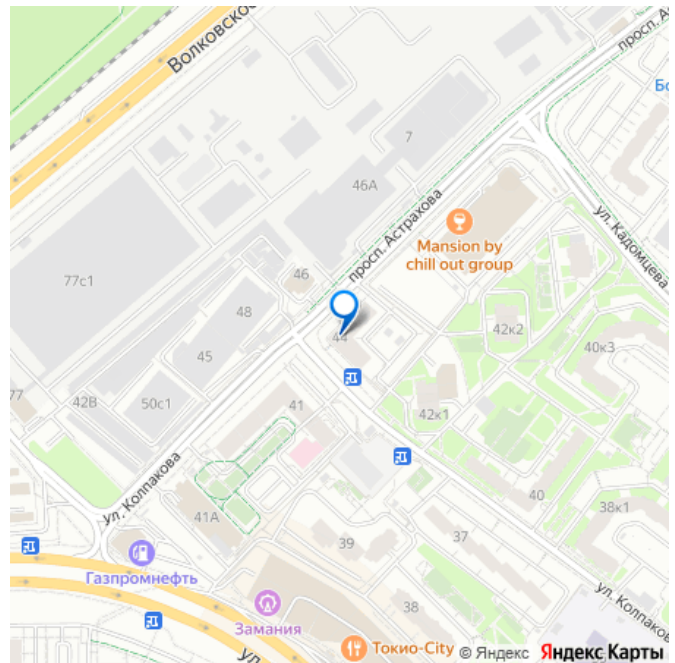 Волковско
просп. А
Бо
7
46А
просп. Астрахова
ул. Кадомцева
Mansion by
chill out group
77с1
46
48
44
42к2
40к3
45
77
42В
50с1
41
42к1
ул. Колпакова
41А
40
38к1
39
37
Газпромнефть
Замания
38
ул. Колпако
Токио-City
ул
© Яндекс Яндекс Карты